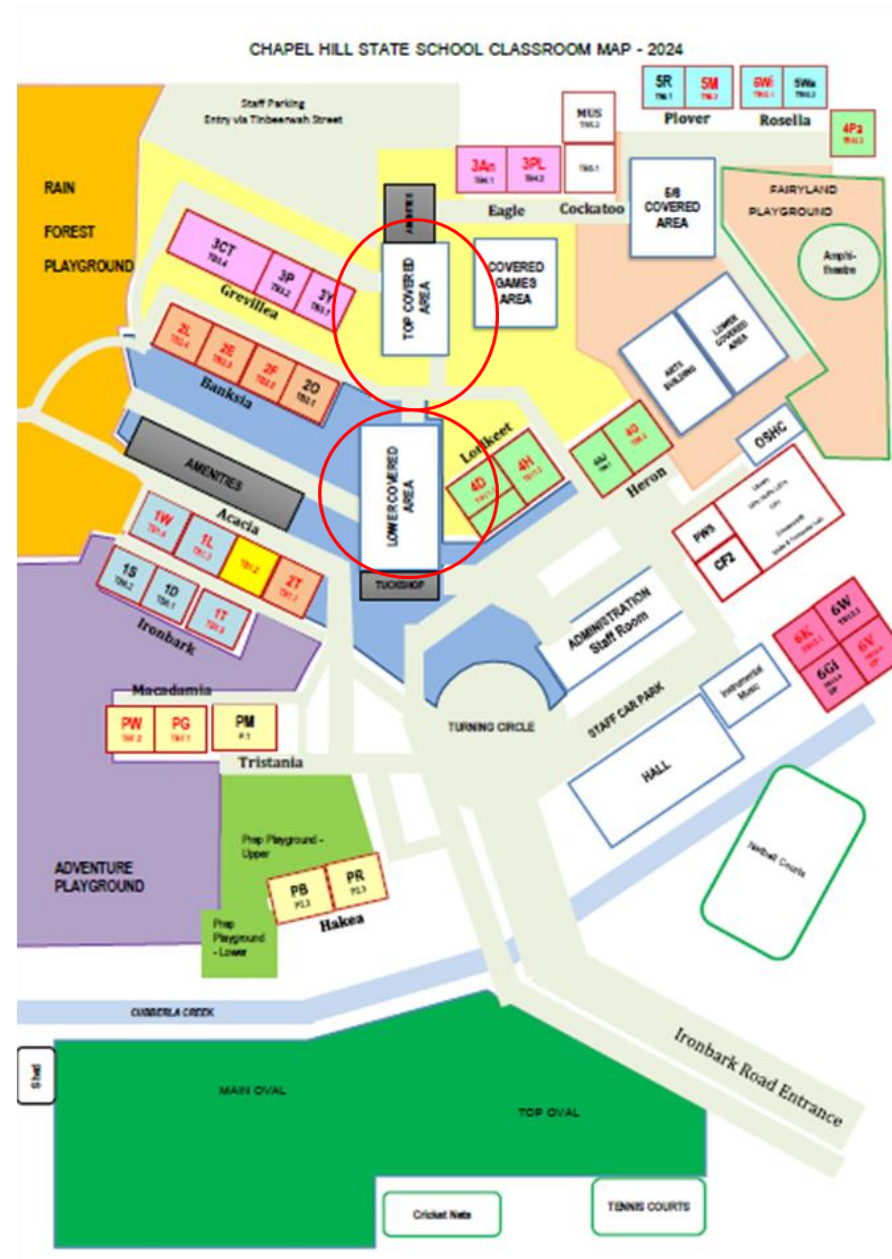 CHAPEL HILL STATE SCHOOL CLASSROOM MAP - 2024
Staff Parking
Entry via Tinbeerwah Street
RAIN
FOREST
PLAYGROUND
5R
5M
Plover
5Wa
Rosella
4Pa
MUS
3An
3PL
Eagle
Cockatoo
5/6
COVERED
AREA
FAIRYLAND
PLAYGROUND
Amphi-
theatre
AMENITIES
TOP COVERED
AREA
COVERED
GAMES
AREA
3CT
3P
3Y
Grevillea
ARTS
BUILDING
LOWER
COVERED
AREA
2L
2E
2F
2O
Banksia
AMENITIES
LOWER COVERED
AREA
TUCKSHOP
Lorikeet
4D
4H
Heron
OSHC
PW5
CF2
Library
Acacia
1W
1L
2T
1S
1D
1T
Ironbark
ADMINISTRATION
Staff Room
6K
6W
6Gi
6V
Instrumental
Music
STAFF CAR PARK
HALL
TURNING CIRCLE
Macadamia
PW
PG
PM
Tristania
Netball Courts
ADVENTURE
PLAYGROUND
Prep Playground -
Upper
PB
PR
Hakea
Prep
Playground
- Lower
CUBBERLA CREEK
Shed
MAIN OVAL
TOP OVAL
Ironbark Road Entrance
Cricket Nets
TENNIS COURTS